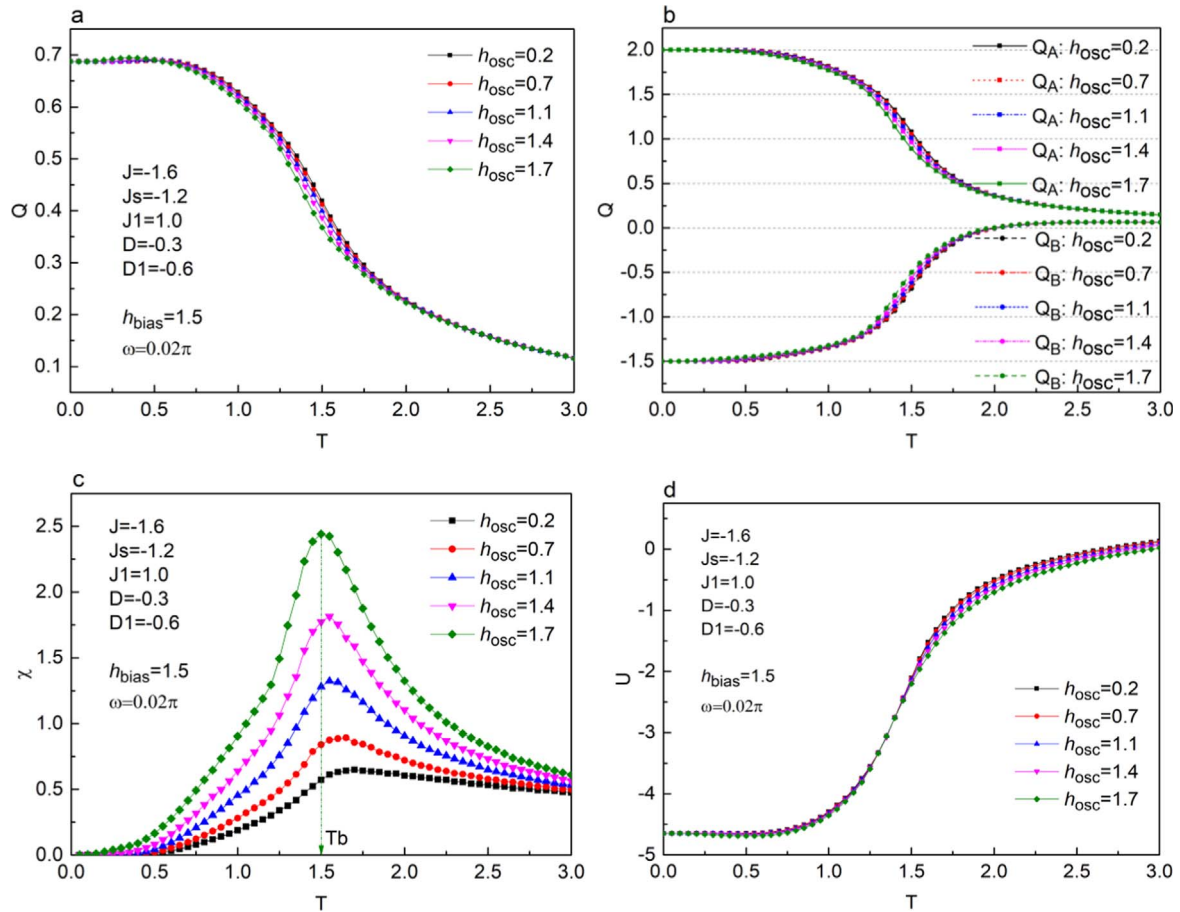 a
0.7
0.6
0.5
0.4
0.3
0.2
0.1
Q
hosc=0.2
hosc=0.7
hosc=1.1
hosc=1.4
hosc=1.7
J=-1.6
Js=-1.2
J1=1.0
D=-0.3
D1=-0.6
hbias=1.5
ω=0.02π
0.0 0.5 1.0 1.5 2.0 2.5 3.0
T
b
2.0
1.5
1.0
0.5
0.0
-0.5
-1.0
-1.5
Q
QA: hosc=0.2
QA: hosc=0.7
QA: hosc=1.1
QA: hosc=1.4
QA: hosc=1.7
QB: hosc=0.2
QB: hosc=0.7
QB: hosc=1.1
QB: hosc=1.4
QB: hosc=1.7
0.0 0.5 1.0 1.5 2.0 2.5 3.0
T
c
2.5
2.0
1.5
1.0
0.5
0.0
χ
J=-1.6
Js=-1.2
J1=1.0
D=-0.3
D1=-0.6
hbias=1.5
ω=0.02π
hosc=0.2
hosc=0.7
hosc=1.1
hosc=1.4
hosc=1.7
Tb
0.0 0.5 1.0 1.5 2.0 2.5 3.0
T
d
0
-1
-2
-3
-4
-5
U
J=-1.6
Js=-1.2
J1=1.0
D=-0.3
D1=-0.6
hbias=1.5
ω=0.02π
hosc=0.2
hosc=0.7
hosc=1.1
hosc=1.4
hosc=1.7
0.0 0.5 1.0 1.5 2.0 2.5 3.0
T